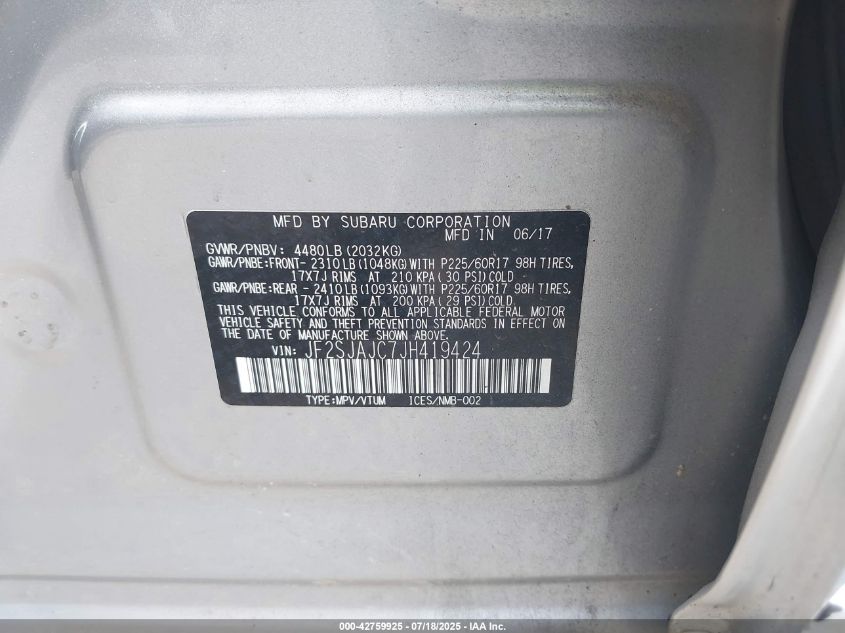 MFD BY SUBARU CORPORATION
MFD IN 06/17
GVWR/PNBV: 4480LB (2032KG)
GAWR/PNBE:FRONT- 2310LB (1048KG) WITH P225/60R17 98H TIRES,
17X7J RIMS AT 210 KPA (30 PSI) COLD
GAWR/PNBE:REAR - 2410LB (1093KG) WITH P225/60R17 98H TIRES,
17X7J RIMS AT 200 KPA (29 PSI) COLD.
THIS VEHICLE CONFORMS TO ALL APPLICABLE FEDERAL MOTOR
VEHICLE SAFETY AND THEFT PREVENTION STANDARDS IN EFFECT ON
THE DATE OF MANUFACTURE SHOWN ABOVE.
VIN: JF2SJAJC7JH419424
TYPE:MPV/VTUM ICES/NMB-002
000-42759925 - 07/18/2025 - IAA Inc.